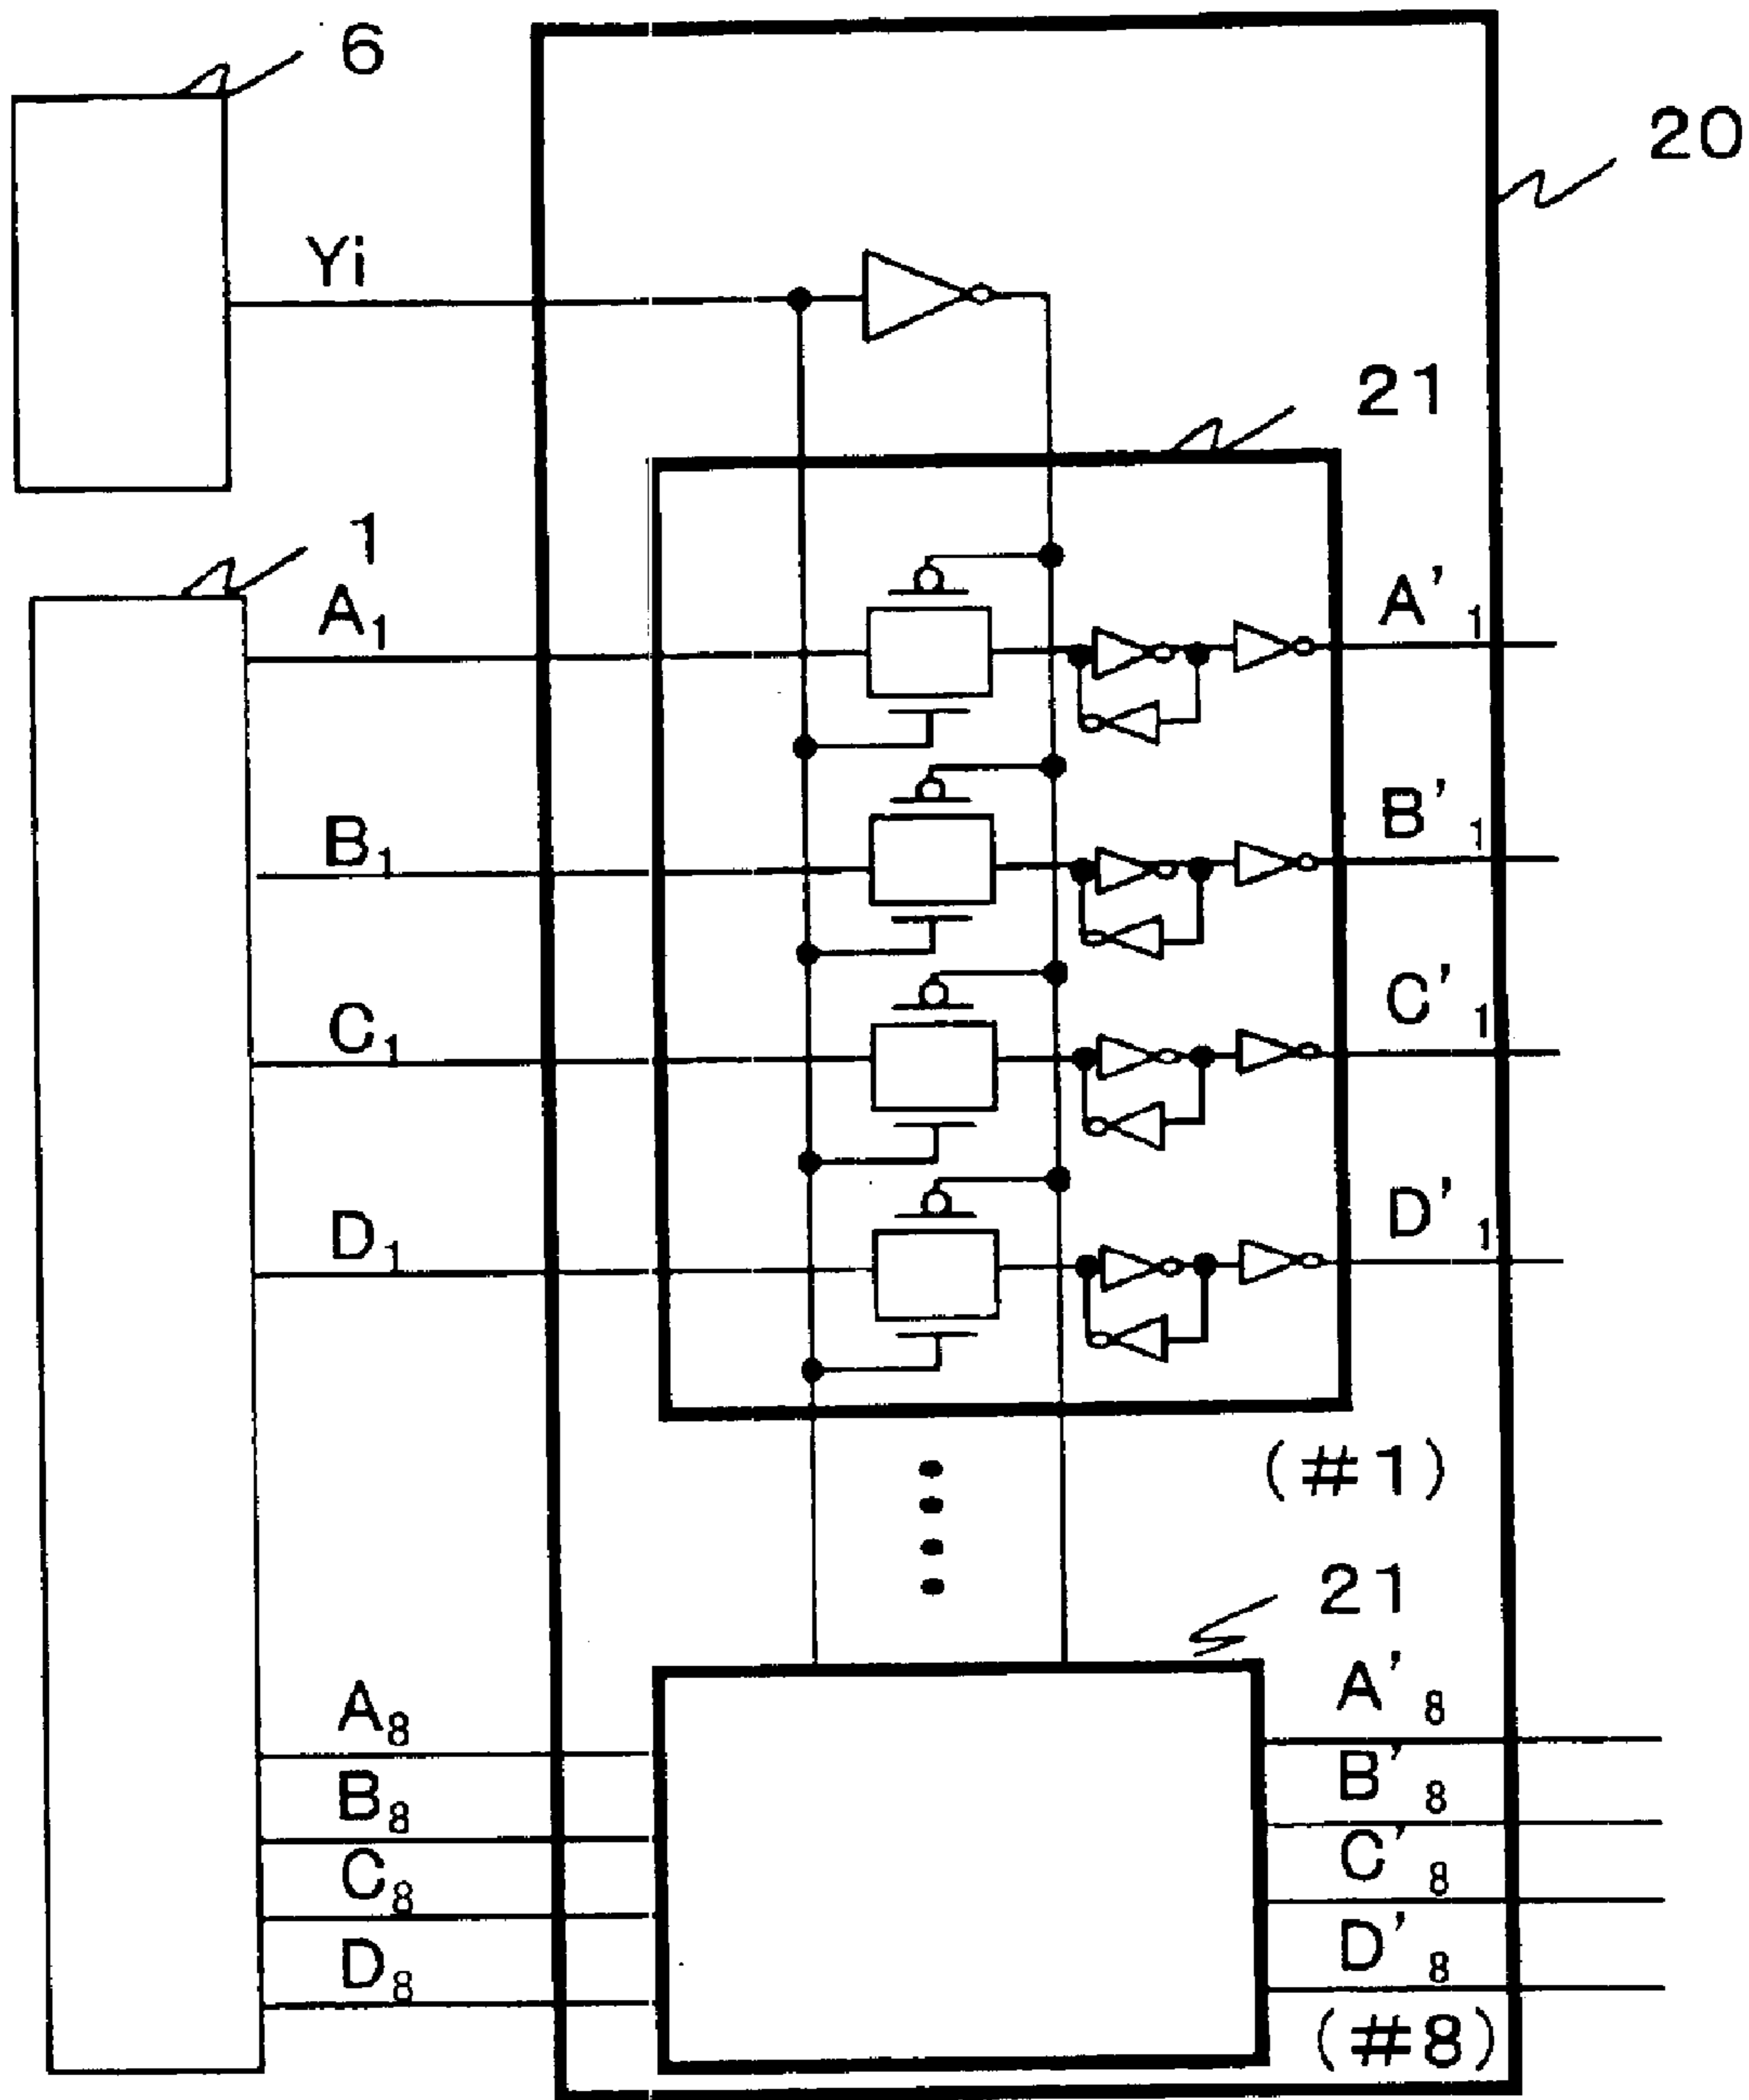 6
20
Yi
21
1
A₁
A'₁
B₁
B'₁
C₁
C'₁
D₁
D'₁
(#1)
21
A₈
A'₈
B₈
B'₈
C₈
C'₈
D₈
D'₈
(#8)